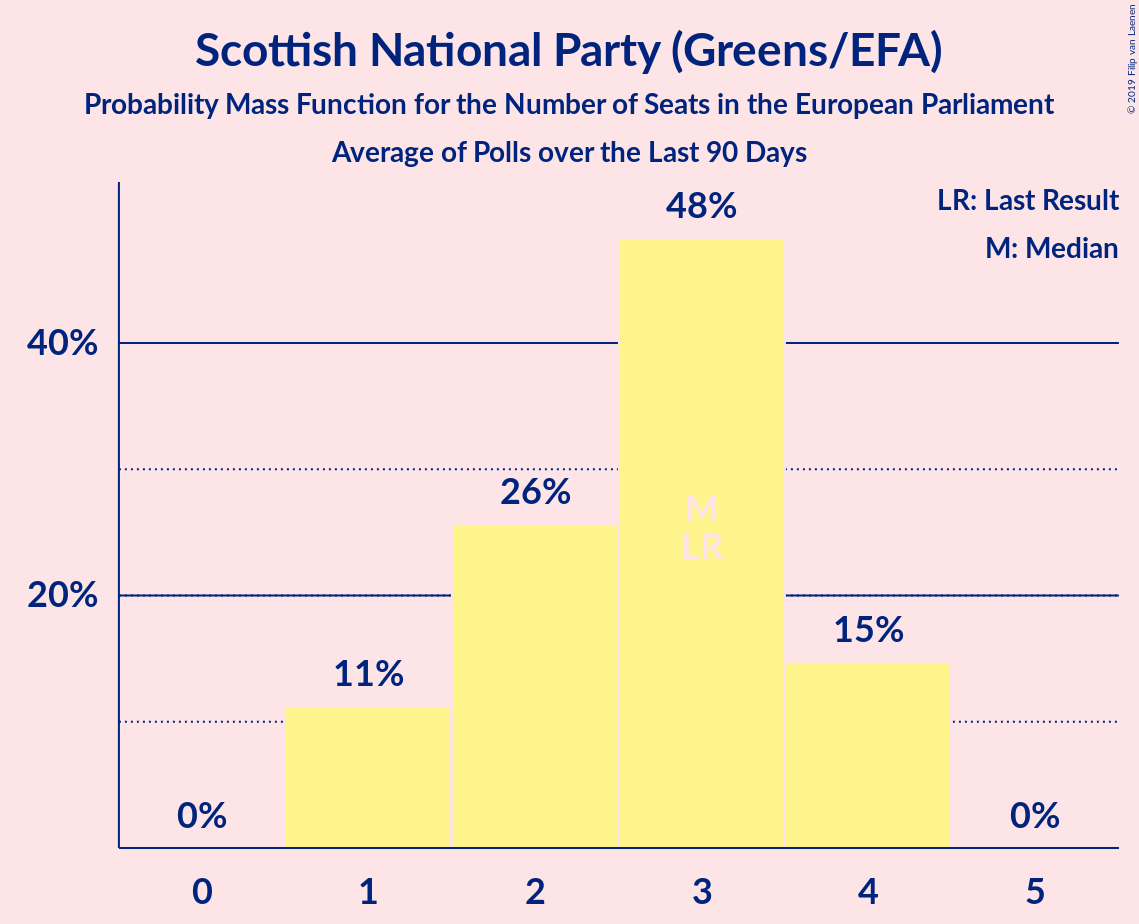 Scottish National Party (Greens/EFA)
Probability Mass Function for the Number of Seats in the European Parliament
Average of Polls over the Last 90 Days
© 2019 Filip van Laenen
LR: Last Result
M: Median
48%
40%
26%
M
LR
20%
15%
11%
0%
0%
0 1 2 3 4 5